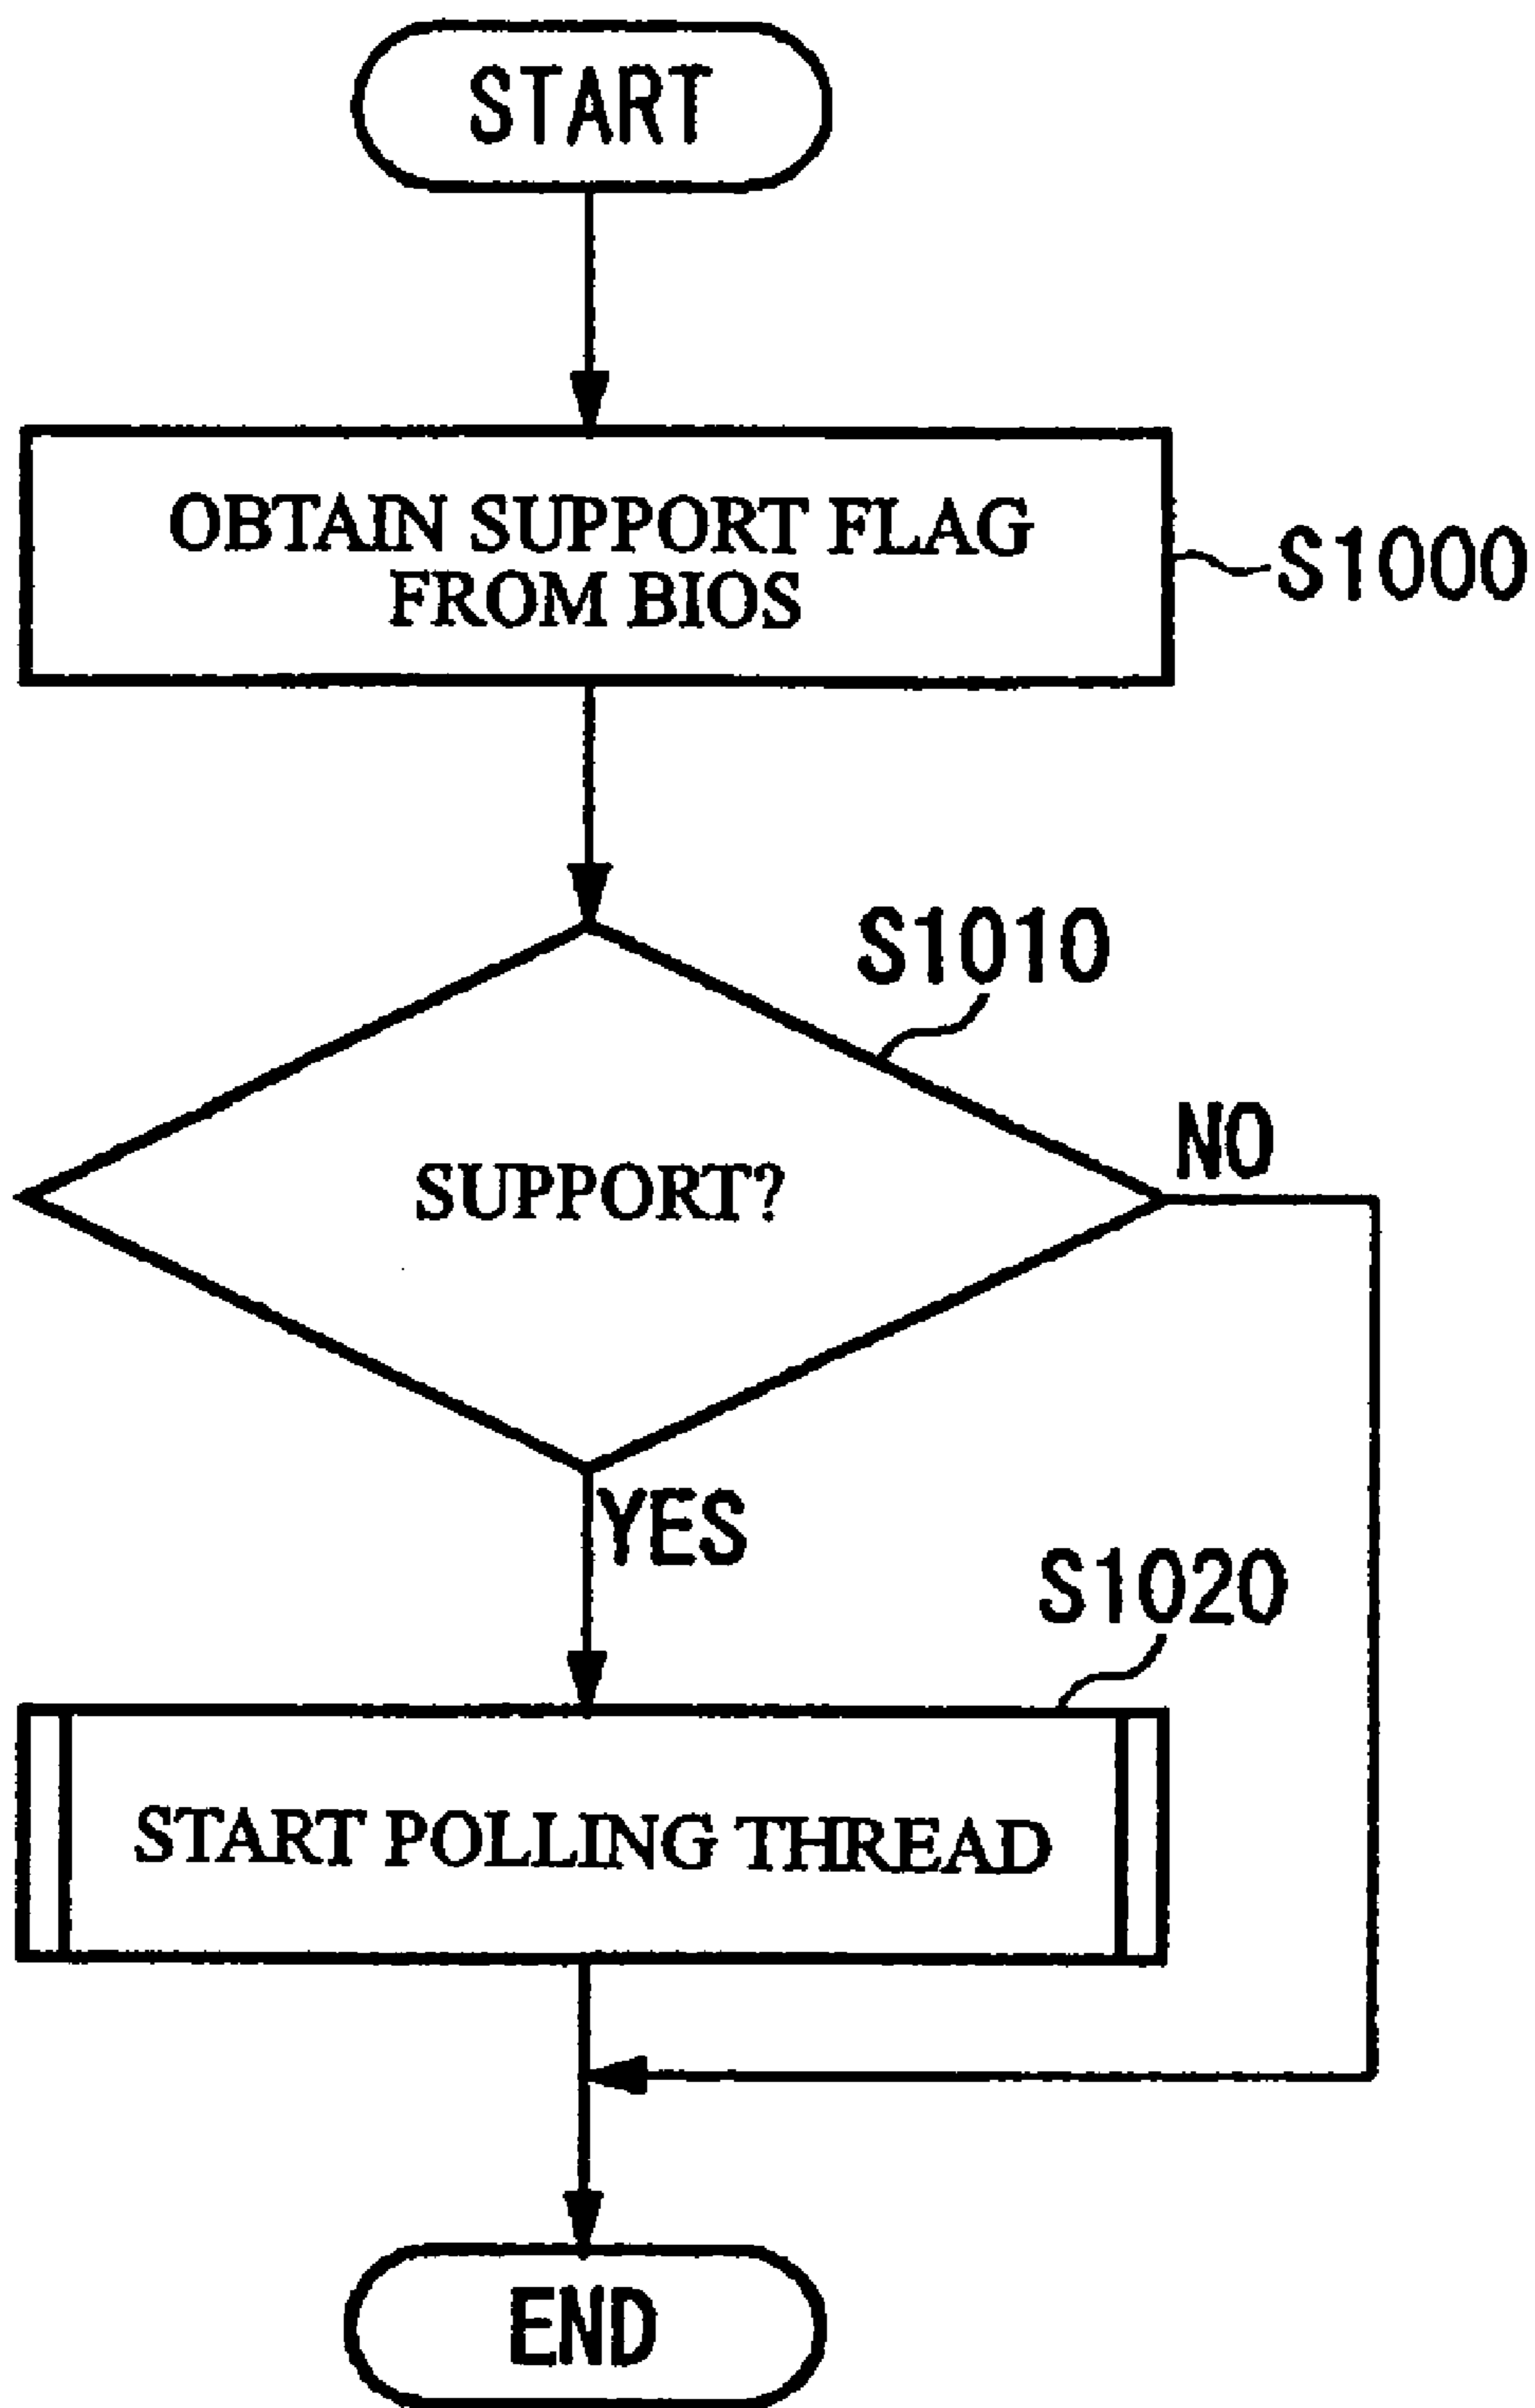 START
OBTAIN SUPPORT FLAG
FROM BIOS
S1000
S1010
SUPPORT?
NO
YES
S1020
START POLLING THREAD
END